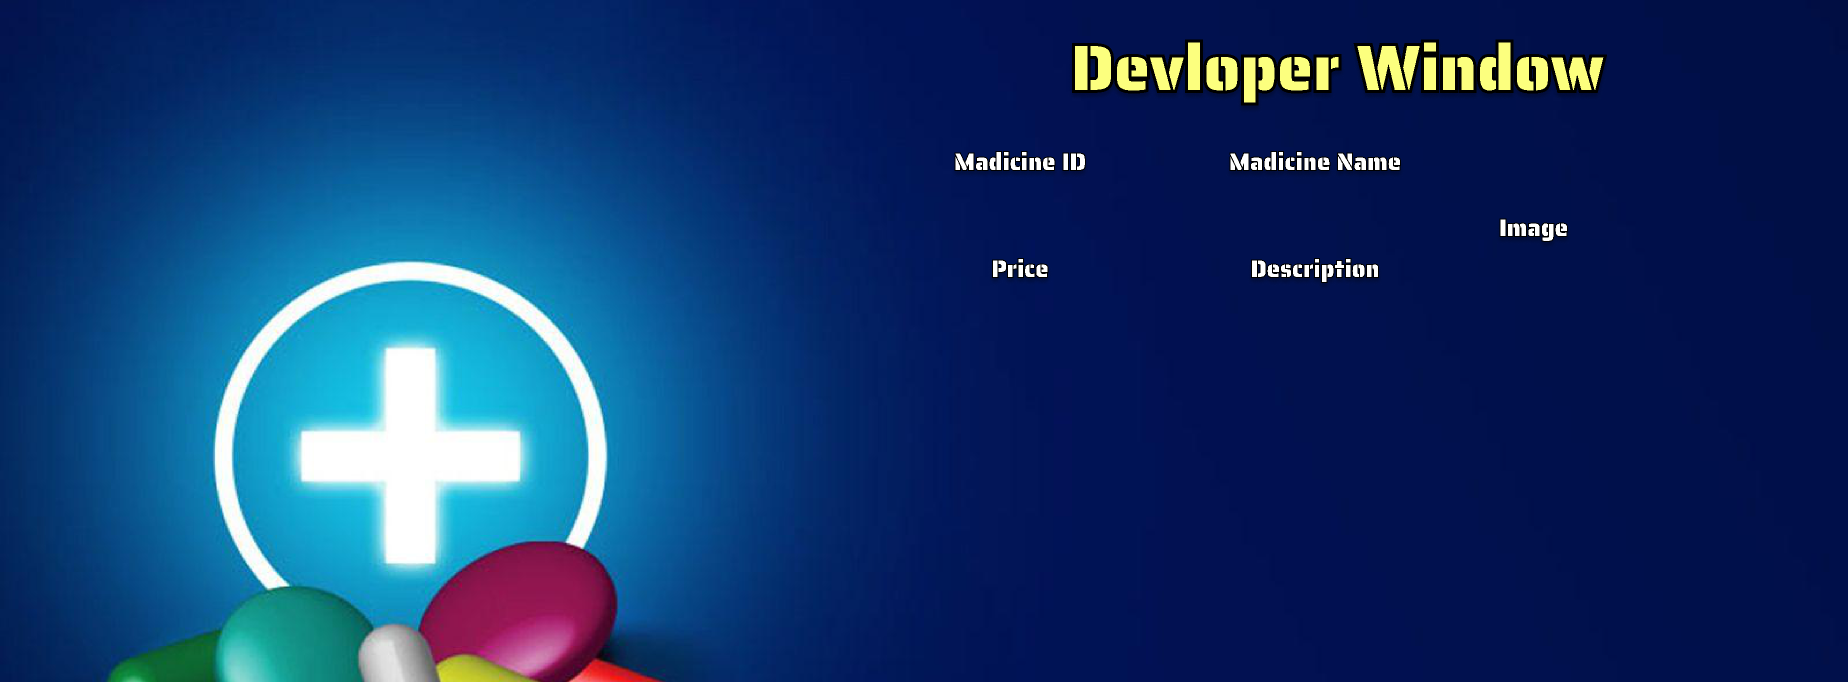 Devloper Window
Madicine ID
Madicine Name
Image
Price
Description